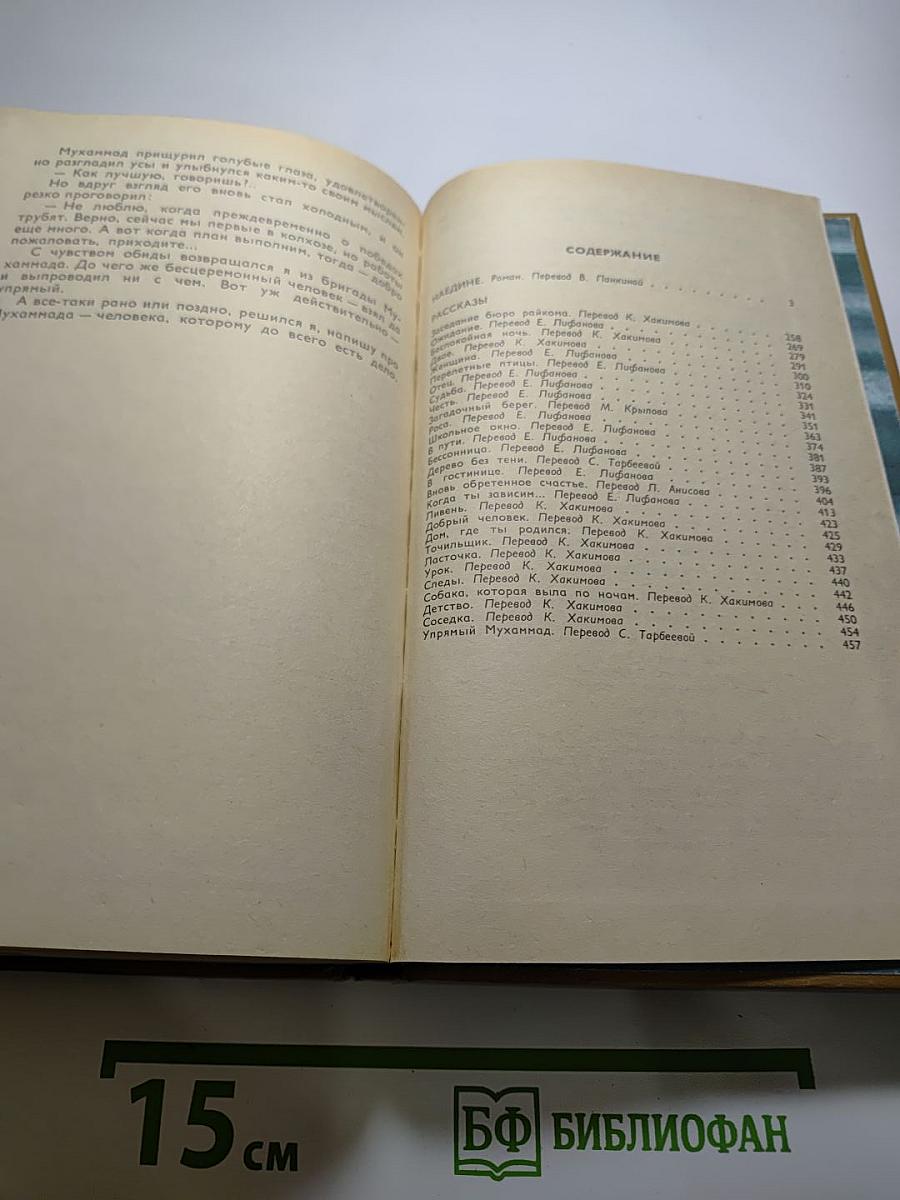 Мухаммад прищурил голубые глаза, удовлетворен-
но разгладил усы и улыбнулся каким-то своим мыслям.
— Как лучшую, говоришь?..
Но вдруг взгляд его вновь стал холодным, и он
резко проговорил:
— Не люблю, когда преждевременно о победах
трубят. Верно, сейчас мы первые в колхозе, но работы
еще много. А вот когда план выполним, тогда — добро
пожаловать, приходите...
С чувством обиды возвращался я из бригады Му-
хаммада. До чего же бесцеремонный человек — взял да
и выпроводил ни с чем. Вот уж действительно —
упрямый.
А все-таки рано или поздно, решился я, напишу про
Мухаммада — человека, которому до всего есть дело.
СОДЕРЖАНИЕ
НАЕДИНЕ. Роман. Перевод В. Панкиной . . . . . . . . . 3
РАССКАЗЫ
Заседание бюро райкома. Перевод К. Хакимова . . . . . 258
Ожидание. Перевод Е. Лифанова . . . . . . . . 269
Беспокойная ночь. Перевод К. Хакимова . . . . . . 279
Двое. Перевод К. Хакимова . . . . . . . . 291
Женщина. Перевод Е. Лифанова . . . . . . . . 300
Перелетные птицы. Перевод Е. Лифанова . . . . . . 310
Отец. Перевод Е. Лифанова . . . . . . . . 324
Судьба. Перевод Е. Лифанова . . . . . . . . 331
Честь. Перевод Е. Лифанова . . . . . . . . 341
Загадочный берег. Перевод М. Крылова . . . . . . 351
Роса. Перевод Е. Лифанова . . . . . . . . 363
Школьное окно. Перевод Е. Лифанова . . . . . . 374
В пути. Перевод Е. Лифанова . . . . . . . . 381
Бессонница. Перевод Е. Лифанова . . . . . . . . 387
Дерево без тени. Перевод С. Тарбеевой . . . . . . 393
В гостинице. Перевод Е. Лифанова . . . . . . . . 396
Вновь обретенное счастье. Перевод Л. Анисова . . . . . 404
Когда ты зависим... Перевод Е. Лифанова . . . . . . 413
Ливень. Перевод К. Хакимова . . . . . . . . 423
Добрый человек. Перевод К. Хакимова . . . . . . 425
Дом, где ты родился. Перевод К. Хакимова . . . . . 429
Точильщик. Перевод К. Хакимова . . . . . . . . 433
Ласточка. Перевод К. Хакимова . . . . . . . . 437
Урок. Перевод К. Хакимова . . . . . . . . 440
Следы. Перевод К. Хакимова . . . . . . . . 442
Собака, которая выла по ночам. Перевод К. Хакимова . . . 446
Детство. Перевод К. Хакимова . . . . . . . . 450
Соседка. Перевод К. Хакимова . . . . . . . . 454
Упрямый Мухаммад. Перевод С. Тарбеевой . . . . . . . 457
15 см
БФ БИБЛИОФАН